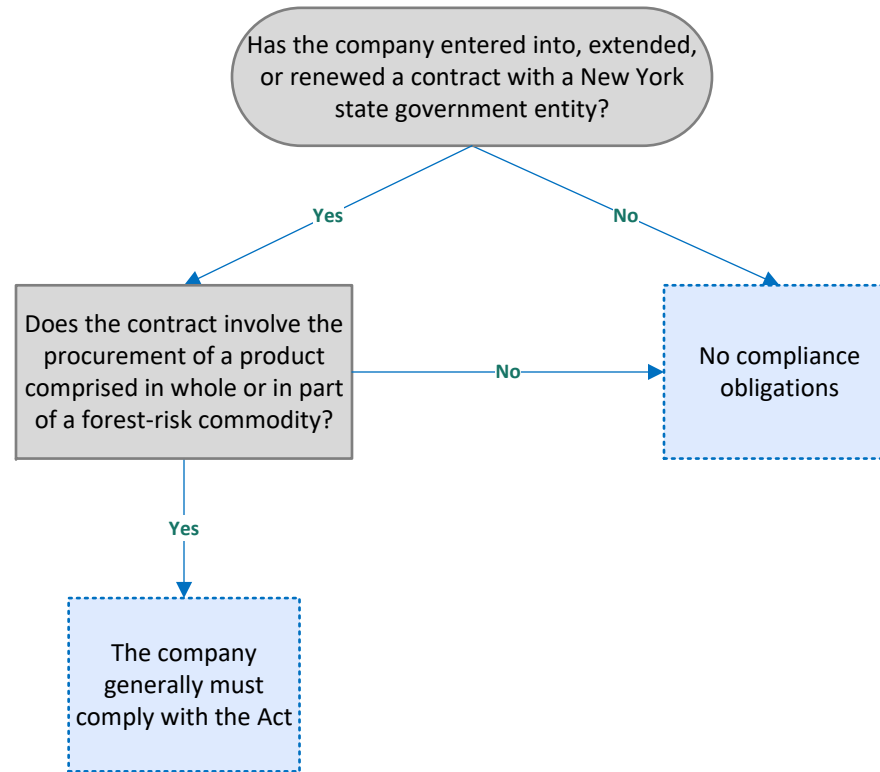 Has the company entered into, extended,
or renewed a contract with a New York
state government entity?
Yes
No
Does the contract involve the
procurement of a product
comprised in whole or in part
of a forest-risk commodity?
No
No compliance
obligations
Yes
The company
generally must
comply with the Act